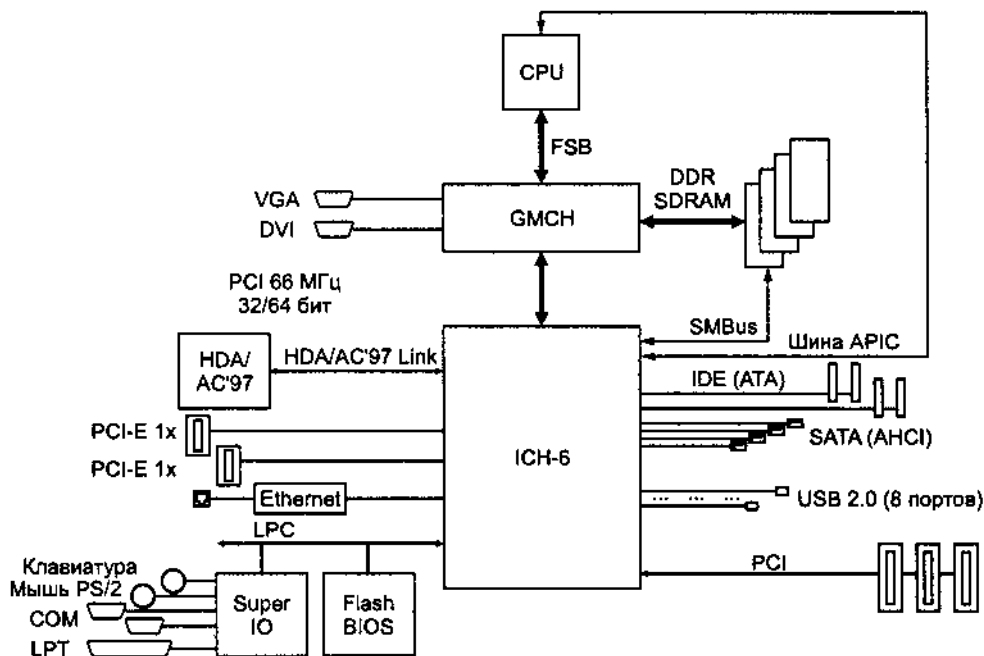 CPU
FSB
VGA
DVI
GMCH
DDR
SDRAM
PCI 66 МГц
32/64 бит
SMBus
Шина APIC
HDA/
AC'97
HDA/AC'97 Link
IDE (ATA)
PCI-E 1x
PCI-E 1x
ICH-6
SATA (AHCI)
Ethernet
USB 2.0 (8 портов)
...
...
LPC
Клавиатура
Мышь PS/2
COM
LPT
Super
IO
Flash
BIOS
PCI